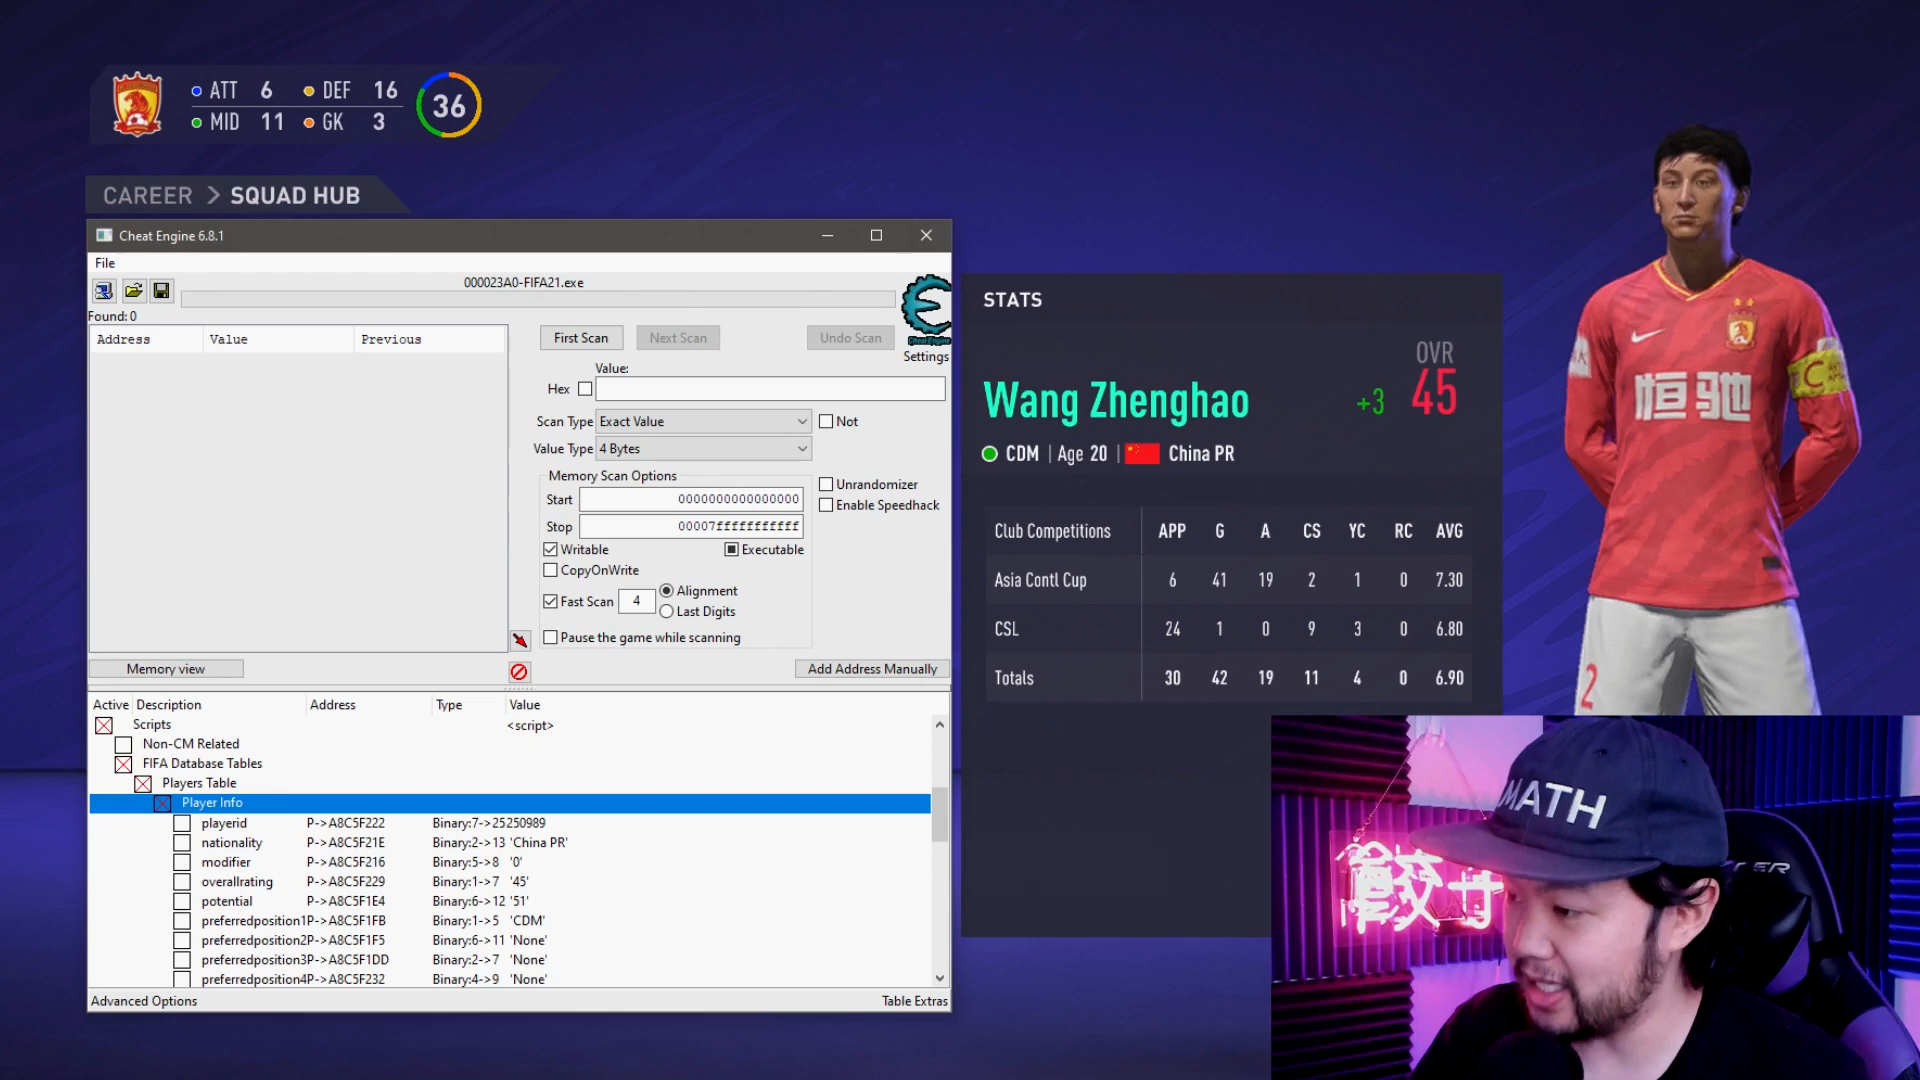 ATT 6 DEF 16
MID 11 GK 3
36
CAREER > SQUAD HUB
Cheat Engine 6.8.1
File
000023A0-FIFA21.exe
Found: 0
Address Value Previous
First Scan Next Scan Undo Scan
Cheat Engine
Settings
Value:
Hex
Scan Type Exact Value Not
Value Type 4 Bytes
Memory Scan Options
Start 0000000000000000
Stop 00007fffffffffff
Unrandomizer
Enable Speedhack
Writable Executable
CopyOnWrite
Fast Scan 4 Alignment
Last Digits
Pause the game while scanning
Memory view Add Address Manually
Active Description Address Type Value
Scripts <script>
Non-CM Related
FIFA Database Tables
Players Table
Player Info
playerid P->A8C5F222 Binary:7->25250989
nationality P->A8C5F21E Binary:2->13 'China PR'
modifier P->A8C5F216 Binary:5->8 '0'
overallrating P->A8C5F229 Binary:1->7 '45'
potential P->A8C5F1E4 Binary:6->12 '51'
preferredposition1P->A8C5F1FB Binary:1->5 'CDM'
preferredposition2P->A8C5F1F5 Binary:6->11 'None'
preferredposition3P->A8C5F1DD Binary:2->7 'None'
preferredposition4P->A8C5F232 Binary:4->9 'None'
Advanced Options Table Extras
STATS
OVR
Wang Zhenghao +3 45
CDM | Age 20 | China PR
Club Competitions APP G A CS YC RC AVG
Asia Contl Cup 6 41 19 2 1 0 7.30
CSL 24 1 0 9 3 0 6.80
Totals 30 42 19 11 4 0 6.90
恒驰
C
2
MATH